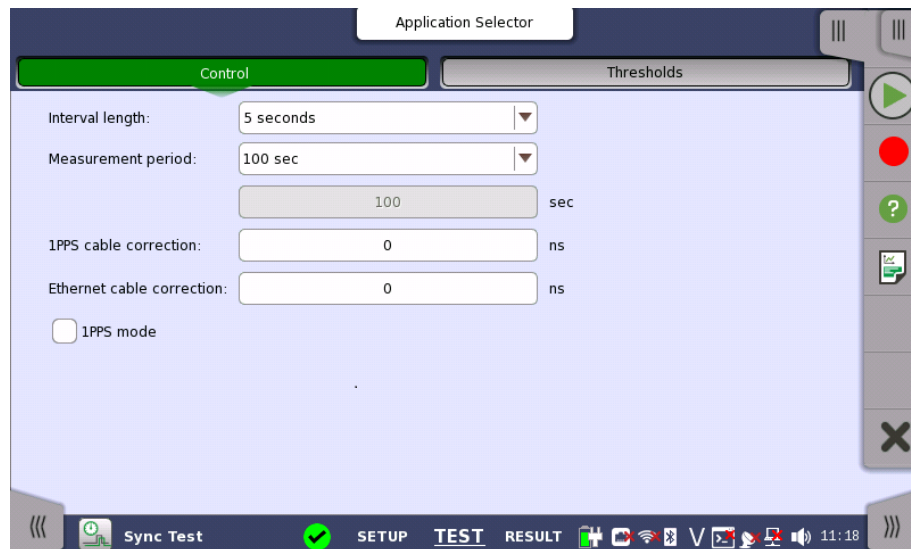 Application Selector
Control
Thresholds
Interval length:
5 seconds
Measurement period:
100 sec
100
sec
1PPS cable correction:
0
ns
Ethernet cable correction:
0
ns
1PPS mode
Sync Test
SETUP
TEST
RESULT
V
11:18